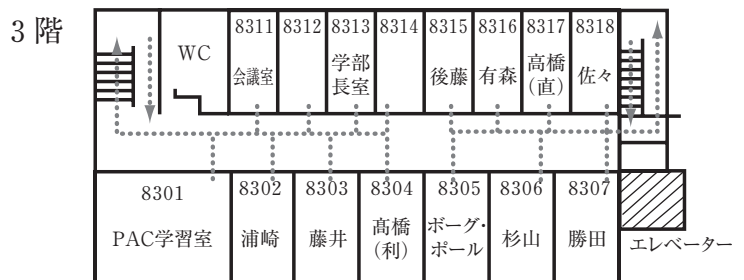 3 階
WC
8311
会議室
8312
8313
学部
長室
8314
8315
後藤
8316
有森
8317
高橋
(直)
8318
佐々
8301
PAC学習室
8302
浦崎
8303
藤井
8304
髙橋
(利)
8305
ボーグ・
ポール
8306
杉山
8307
勝田
エレベーター